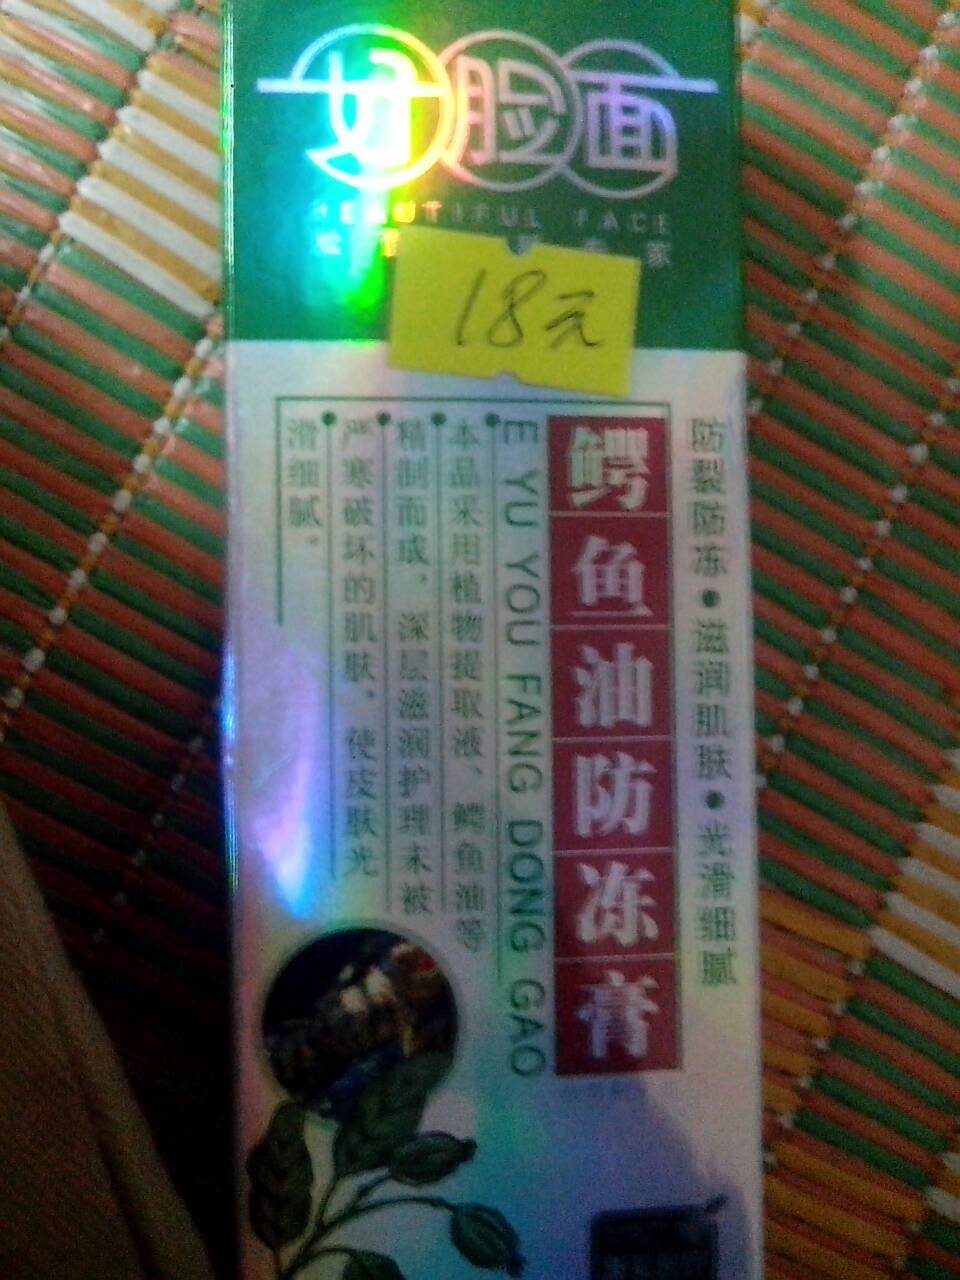 好脸面
BEAUTIFUL FACE
家
18元
防裂防冻•滋润肌肤•光滑细腻
鳄鱼油防冻膏
E YU YOU FANG DONG GAO
本品采用植物提取液、鳄鱼油等
精制而成，深层滋润护理未被
严寒破坏的肌肤，使皮肤光
滑细腻。